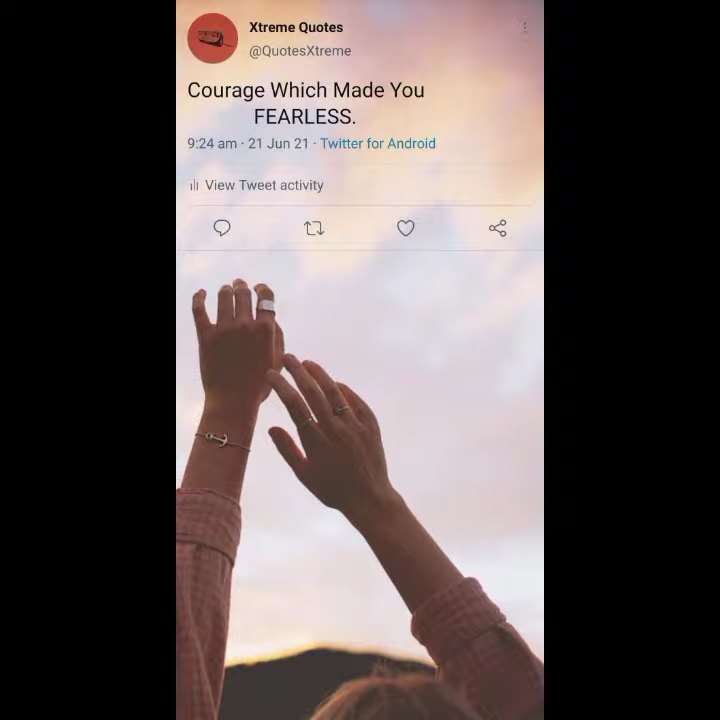 Xtreme Quotes
@QuotesXtreme
Courage Which Made You
FEARLESS.
9:24 am · 21 Jun 21 · Twitter for Android
View Tweet activity